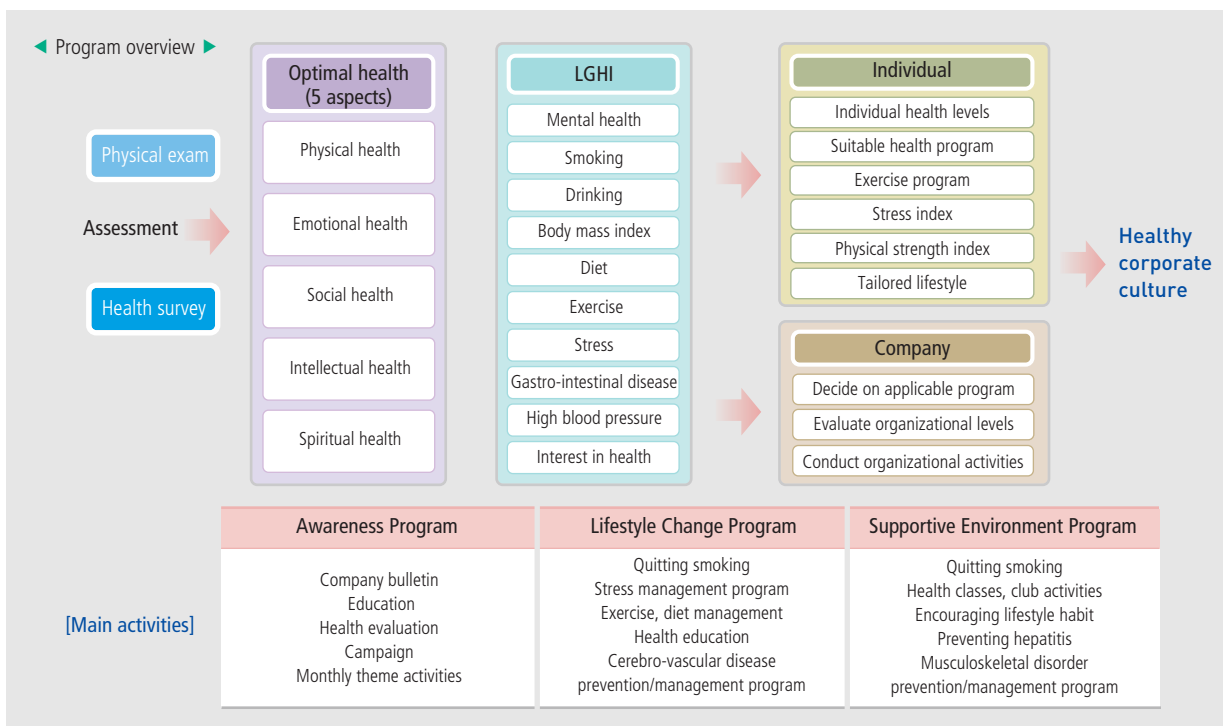 ◀ Program overview ▶
Physical exam
Assessment
Health survey
Optimal health
(5 aspects)
Physical health
Emotional health
Social health
Intellectual health
Spiritual health
LGHI
Mental health
Smoking
Drinking
Body mass index
Diet
Exercise
Stress
Gastro-intestinal disease
High blood pressure
Interest in health
Individual
Individual health levels
Suitable health program
Exercise program
Stress index
Physical strength index
Tailored lifestyle
Company
Decide on applicable program
Evaluate organizational levels
Conduct organizational activities
Healthy
corporate
culture
[Main activities]
Awareness Program
Company bulletin
Education
Health evaluation
Campaign
Monthly theme activities
Lifestyle Change Program
Quitting smoking
Stress management program
Exercise, diet management
Health education
Cerebro-vascular disease
prevention/management program
Supportive Environment Program
Quitting smoking
Health classes, club activities
Encouraging lifestyle habit
Preventing hepatitis
Musculoskeletal disorder
prevention/management program